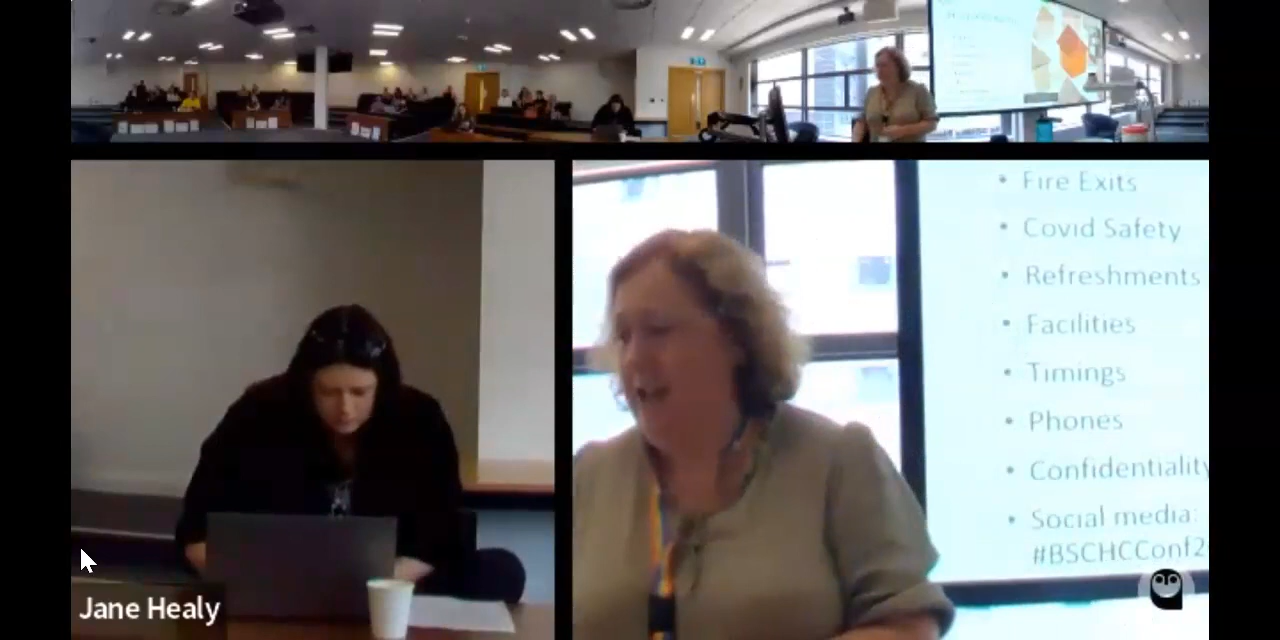 • Fire Exits
• Covid Safety
• Refreshments
• Facilities
• Timings
• Phones
• Confidentiality
• Social media:
#BSCHCConf2
Jane Healy